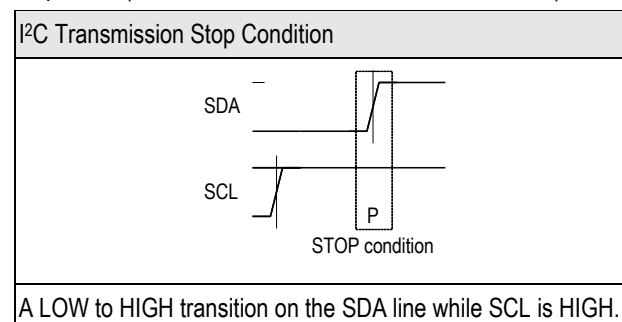 I²C Transmission Stop Condition
SDA
SCL
P
STOP condition
A LOW to HIGH transition on the SDA line while SCL is HIGH.